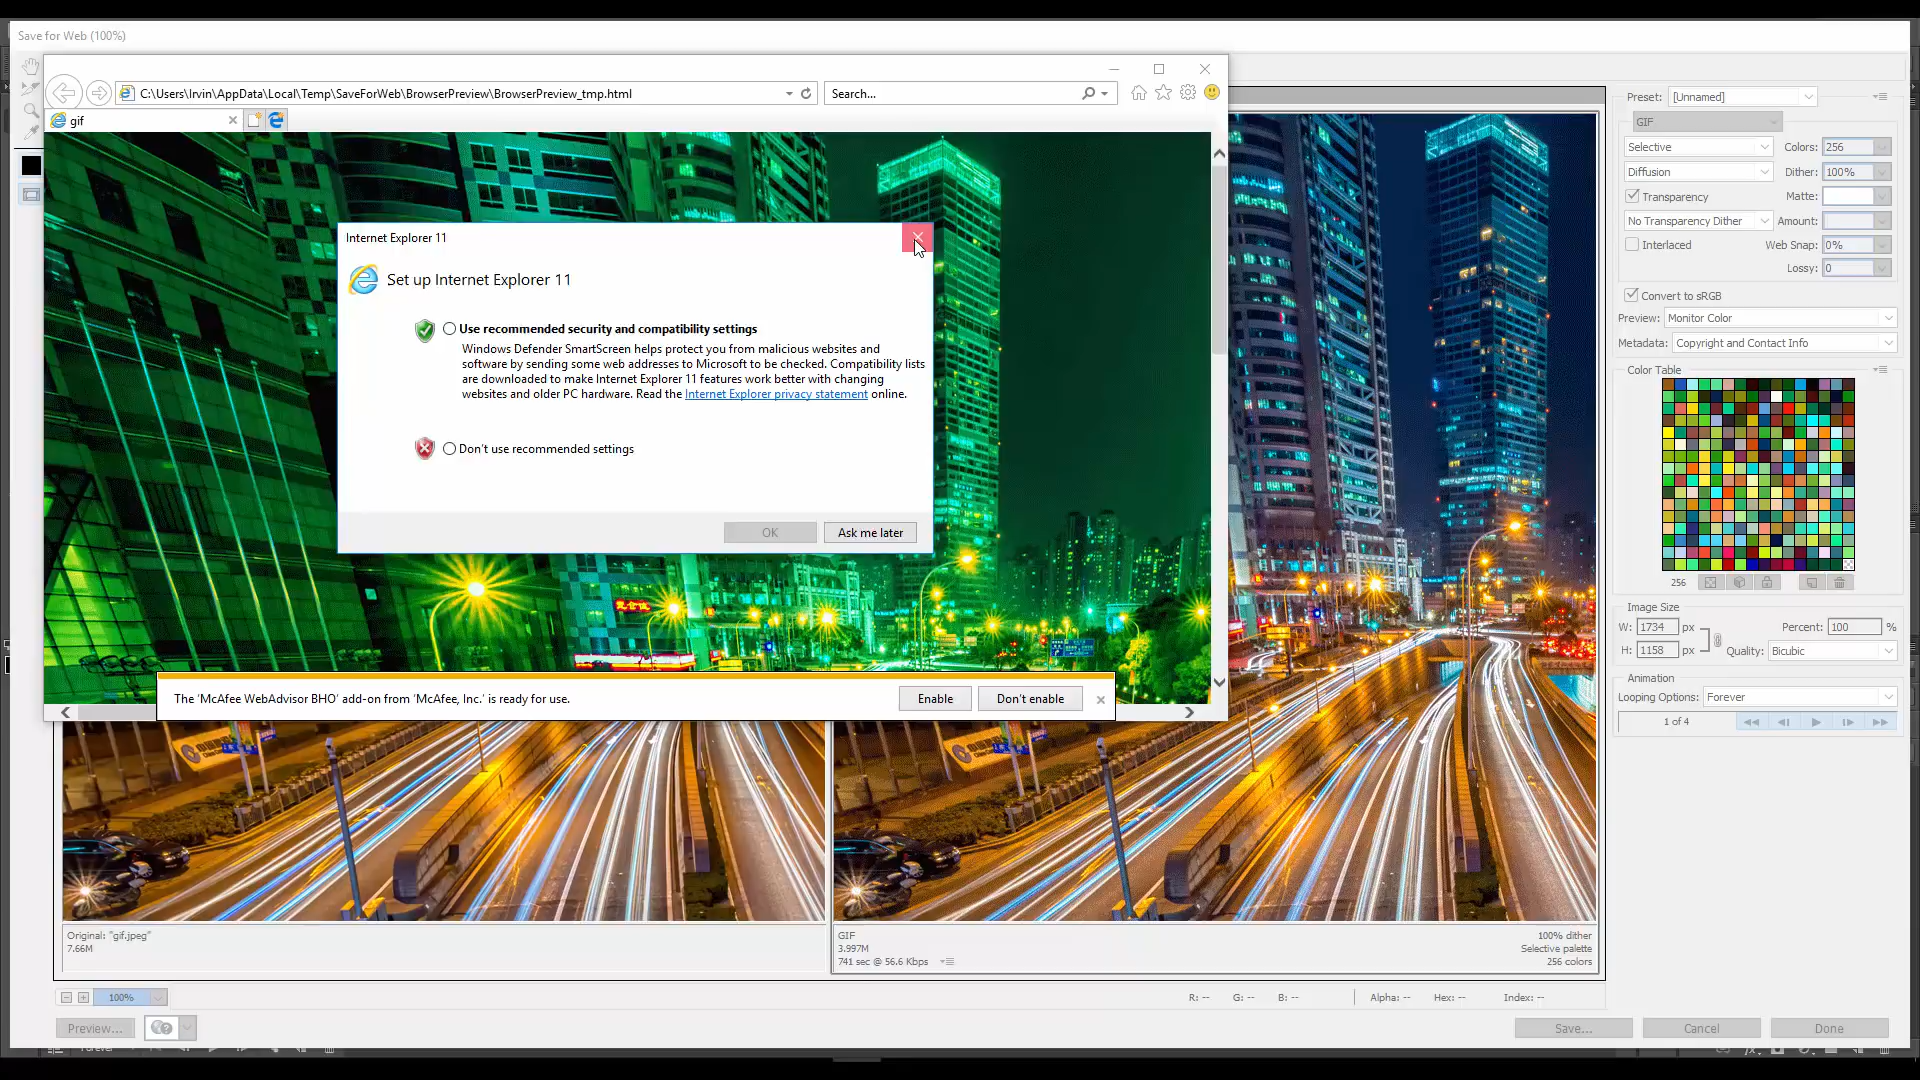 Save for Web (100%)
C:\Users\Irvin\AppData\Local\Temp\SaveForWeb\BrowserPreview\BrowserPreview_tmp.html
Search...
gif
Internet Explorer 11
Set up Internet Explorer 11
Use recommended security and compatibility settings
Windows Defender SmartScreen helps protect you from malicious websites and
software by sending some web addresses to Microsoft to be checked. Compatibility lists
are downloaded to make Internet Explorer 11 features work better with changing
websites and older PC hardware. Read the Internet Explorer privacy statement online.
Don't use recommended settings
OK
Ask me later
The 'McAfee WebAdvisor BHO' add-on from 'McAfee, Inc.' is ready for use.
Enable
Don't enable
Preset: [Unnamed]
GIF
Selective
Colors: 256
Diffusion
Dither: 100%
Transparency
Matte:
No Transparency Dither
Amount:
Interlaced
Web Snap: 0%
Lossy: 0
Convert to sRGB
Preview: Monitor Color
Metadata: Copyright and Contact Info
Color Table
256
Image Size
W: 1734 px
Percent: 100 %
H: 1158 px
Quality: Bicubic
Animation
Looping Options: Forever
1 of 4
Original: "gif.jpeg"
7.66M
GIF
3.997M
741 sec @ 56.6 Kbps
100% dither
Selective palette
256 colors
100%
R: --
G: --
B: --
Alpha: --
Hex: --
Index: --
Preview...
Save...
Cancel
Done
Forever